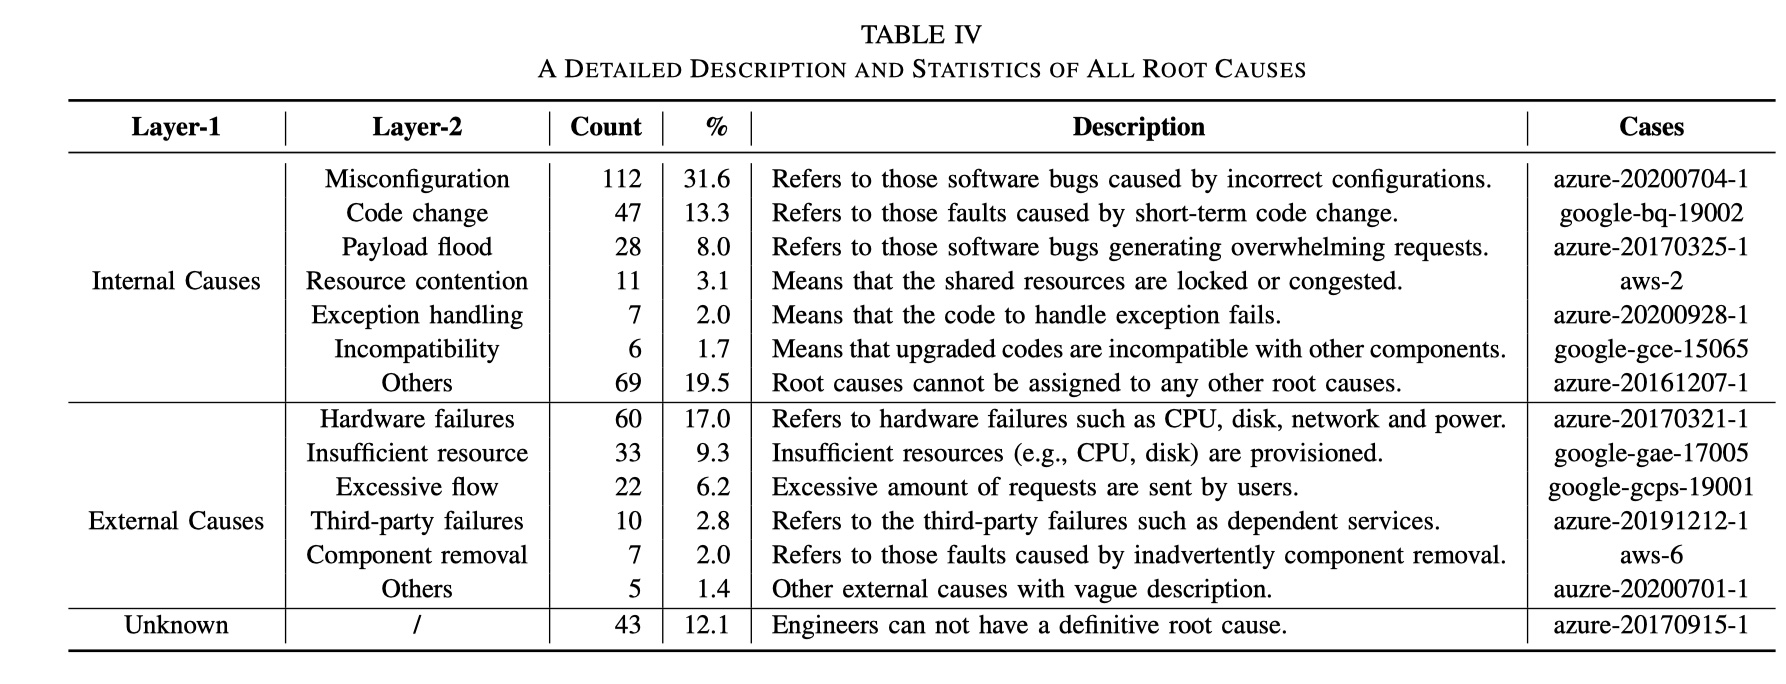 TABLE IV
A DETAILED DESCRIPTION AND STATISTICS OF ALL ROOT CAUSES
Layer-1 Layer-2 Count % Description Cases
Misconfiguration 112 31.6 Refers to those software bugs caused by incorrect configurations. azure-20200704-1
Code change 47 13.3 Refers to those faults caused by short-term code change. google-bq-19002
Payload flood 28 8.0 Refers to those software bugs generating overwhelming requests. azure-20170325-1
Internal Causes Resource contention 11 3.1 Means that the shared resources are locked or congested. aws-2
Exception handling 7 2.0 Means that the code to handle exception fails. azure-20200928-1
Incompatibility 6 1.7 Means that upgraded codes are incompatible with other components. google-gce-15065
Others 69 19.5 Root causes cannot be assigned to any other root causes. azure-20161207-1
Hardware failures 60 17.0 Refers to hardware failures such as CPU, disk, network and power. azure-20170321-1
Insufficient resource 33 9.3 Insufficient resources (e.g., CPU, disk) are provisioned. google-gae-17005
Excessive flow 22 6.2 Excessive amount of requests are sent by users. google-gcps-19001
External Causes Third-party failures 10 2.8 Refers to the third-party failures such as dependent services. azure-20191212-1
Component removal 7 2.0 Refers to those faults caused by inadvertently component removal. aws-6
Others 5 1.4 Other external causes with vague description. auzre-20200701-1
Unknown / 43 12.1 Engineers can not have a definitive root cause. azure-20170915-1